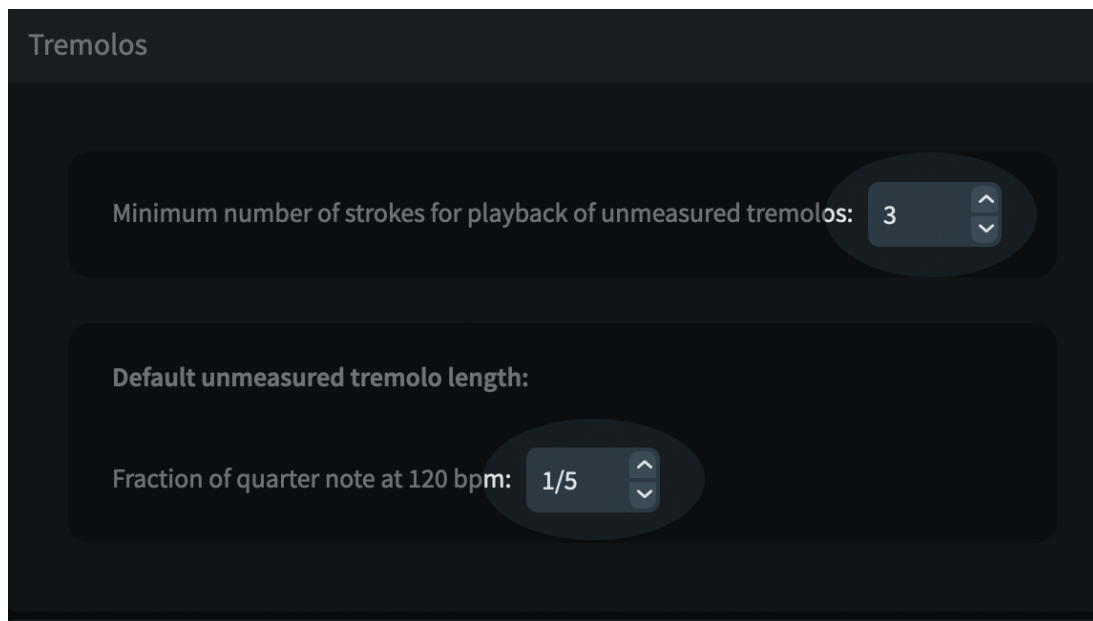 Tremolos
Minimum number of strokes for playback of unmeasured tremolos: 3
Default unmeasured tremolo length:
Fraction of quarter note at 120 bpm: 1/5